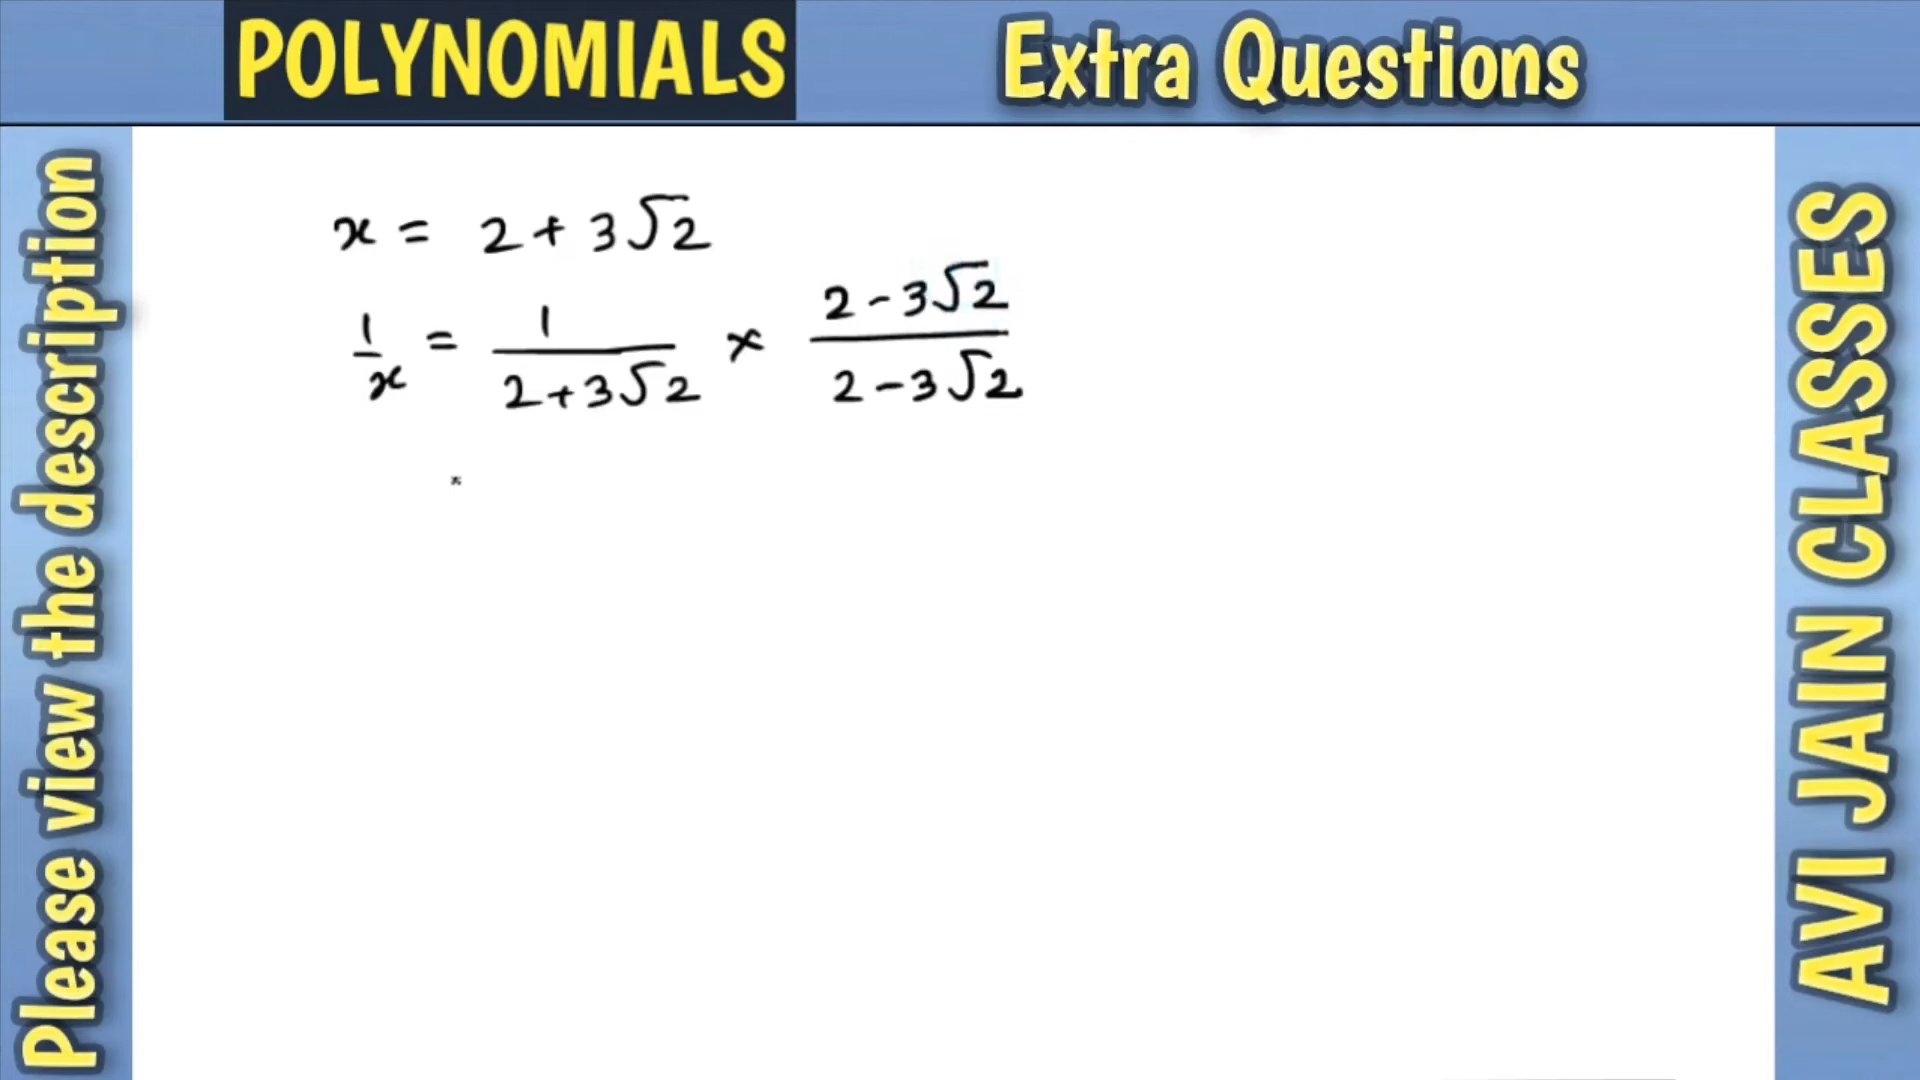 POLYNOMIALS
Extra Questions
Please view the description
x = 2 + 3√2
1/x = 1/(2+3√2) × (2-3√2)/(2-3√2)
AVI JAIN CLASSES